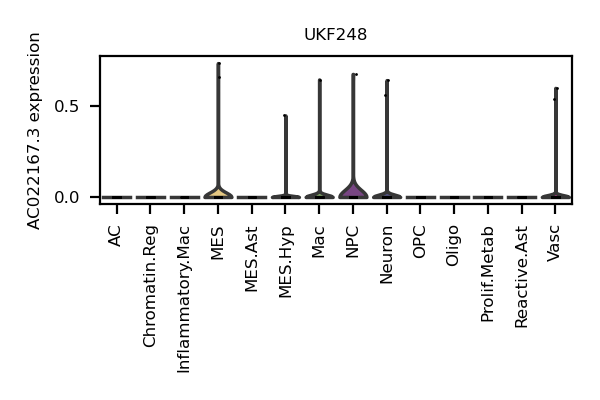 UKF248
AC022167.3 expression
0.5
0.0
AC
Chromatin.Reg
Inflammatory.Mac
MES
MES.Ast
MES.Hyp
Mac
NPC
Neuron
OPC
Oligo
Prolif.Metab
Reactive.Ast
Vasc